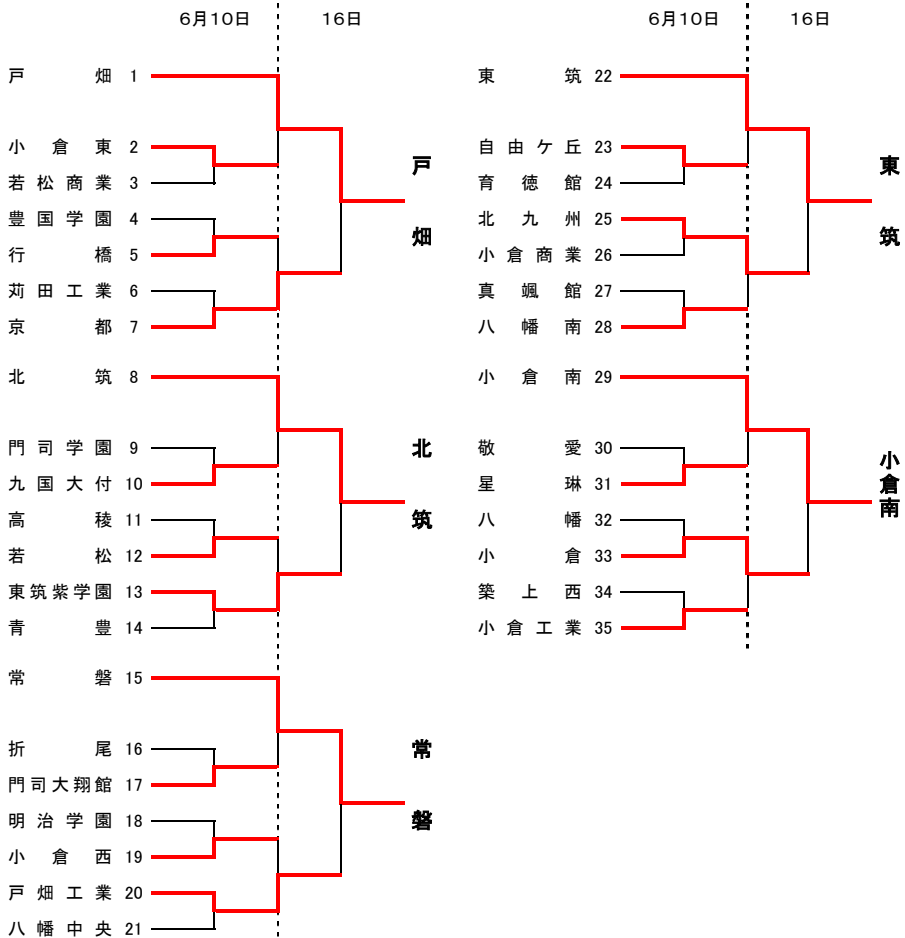 6月10日 16日
戸畑 1
小倉東 2
若松商業 3
豊国学園 4
行橋 5
苅田工業 6
京都 7
戸畑
北筑 8
門司学園 9
九国大付 10
高稜 11
若松 12
東筑紫学園 13
青豊 14
北筑
常磐 15
折尾 16
門司大翔館 17
明治学園 18
小倉西 19
戸畑工業 20
八幡中央 21
常磐
6月10日 16日
東筑 22
自由ケ丘 23
育徳館 24
北九州 25
小倉商業 26
真颯館 27
八幡南 28
東筑
小倉南 29
敬愛 30
星琳 31
八幡 32
小倉 33
築上西 34
小倉工業 35
小倉南